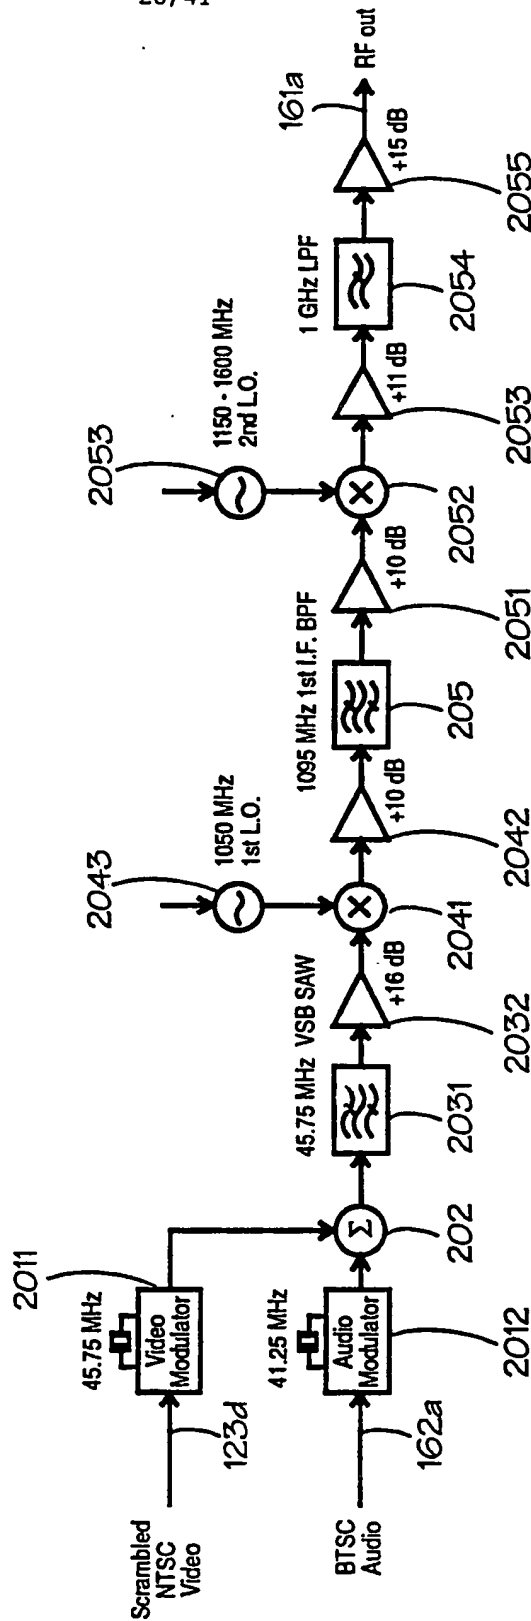 20/41
Scrambled
NTSC
Video
123d
45.75 MHz
Video
Modulator
2011
BTSC
Audio
162a
41.25 MHz
Audio
Modulator
2012
Σ
202
45.75 MHz VSB SAW
2031
+16 dB
2032
2043
1050 MHz
1st L.O.
X
2041
+10 dB
2042
1095 MHz 1st I.F. BPF
205
+10 dB
2051
2053
1150 - 1600 MHz
2nd L.O.
X
2052
+11 dB
2053
1 GHz LPF
2054
+15 dB
2055
161a
RF out